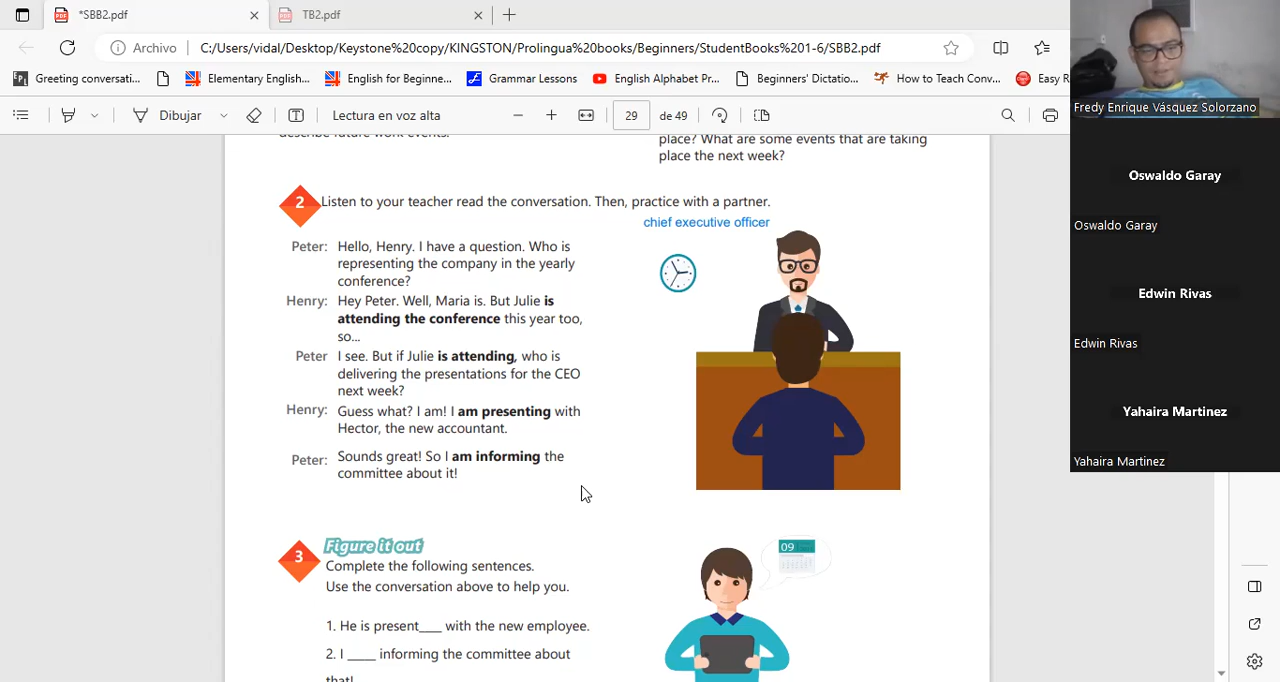 *SBB2.pdf
TB2.pdf
Archivo
C:/Users/vidal/Desktop/Keystone%20copy/KINGSTON/Prolingua%20books/Beginners/StudentBooks%201-6/SBB2.pdf
Greeting conversati...
Elementary English...
English for Beginne...
Grammar Lessons
English Alphabet Pr...
Beginners' Dictatio...
How to Teach Conv...
Easy R
Dibujar
Lectura en voz alta
29
de 49
place? What are some events that are taking
place the next week?
2
Listen to your teacher read the conversation. Then, practice with a partner.
chief executive officer
Peter: Hello, Henry. I have a question. Who is
representing the company in the yearly
conference?
Henry: Hey Peter. Well, Maria is. But Julie is
attending the conference this year too,
so...
Peter I see. But if Julie is attending, who is
delivering the presentations for the CEO
next week?
Henry: Guess what? I am! I am presenting with
Hector, the new accountant.
Peter: Sounds great! So I am informing the
committee about it!
3
Figure it out
Complete the following sentences.
Use the conversation above to help you.
1. He is present___ with the new employee.
2. I ____ informing the committee about
09
Fredy Enrique Vásquez Solorzano
Oswaldo Garay
Oswaldo Garay
Edwin Rivas
Edwin Rivas
Yahaira Martinez
Yahaira Martinez